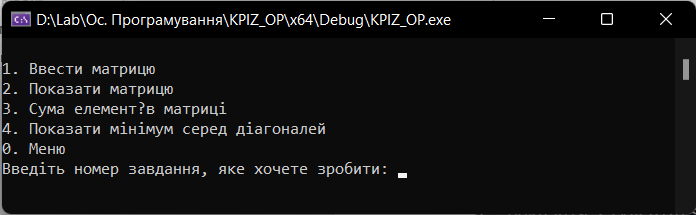 D:\Lab\Ос. Програмування\KPIZ_OP\x64\Debug\KPIZ_OP.exe
1. Ввести матрицю
2. Показати матрицю
3. Сума елемент?в матриці
4. Показати мінімум серед діагоналей
0. Меню
Введіть номер завдання, яке хочете зробити: